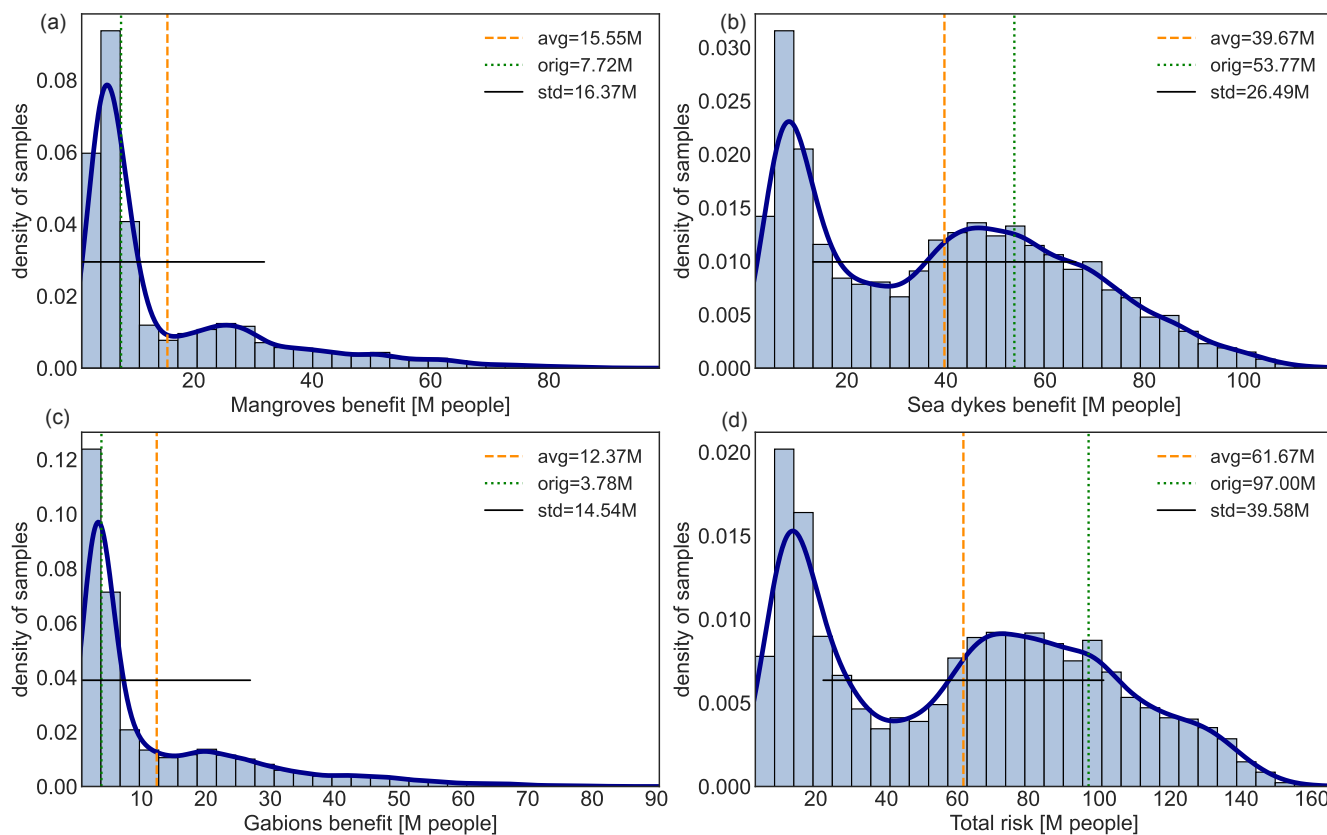 (a)
density of samples
0.08
0.06
0.04
0.02
0.00
avg=15.55M
orig=7.72M
std=16.37M
20
40
60
80
Mangroves benefit [M people]
(b)
density of samples
0.030
0.025
0.020
0.015
0.010
0.005
0.000
avg=39.67M
orig=53.77M
std=26.49M
20
40
60
80
100
Sea dykes benefit [M people]
(c)
density of samples
0.12
0.10
0.08
0.06
0.04
0.02
0.00
avg=12.37M
orig=3.78M
std=14.54M
10
20
30
40
50
60
70
80
90
Gabions benefit [M people]
(d)
density of samples
0.020
0.015
0.010
0.005
0.000
avg=61.67M
orig=97.00M
std=39.58M
20
40
60
80
100
120
140
160
Total risk [M people]